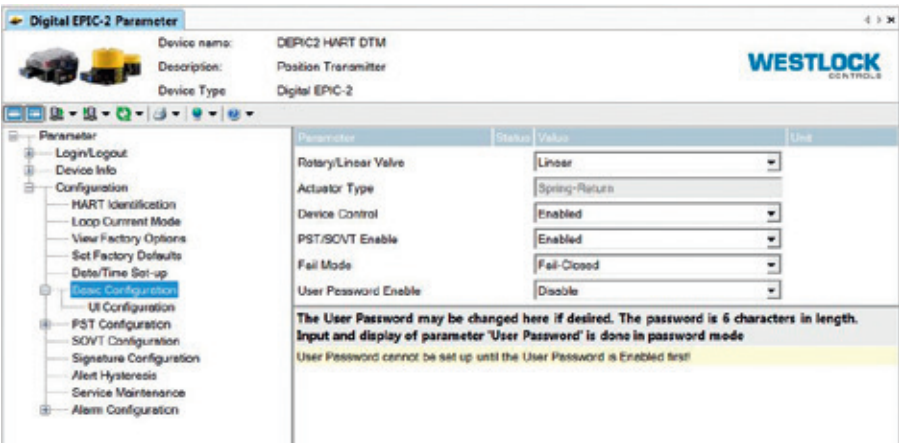 Digital EPIC-2 Parameter
Device name: DEPIC2 HART DTM
Description: Position Transmitter
Device Type Digital EPIC-2
WESTLOCK
CONTROLS
Parameter
Login/Logout
Device Info
Configuration
HART Identification
Loop Currrent Mode
View Factory Options
Set Factory Defaults
Date/Time Set-up
Basic Configuration
UI Configuration
PST Configuration
SOVT Configuration
Signature Configuration
Alert Hysteresis
Service Maintenance
Alarm Configuration
Parameter Status Value Unit
Rotary/Linear Valve Linear
Actuator Type Spring-Return
Device Control Enabled
PST/SOVT Enable Enabled
Fail Mode Fail-Closed
User Password Enable Disable
The User Password may be changed here if desired. The password is 6 characters in length.
Input and display of parameter 'User Password' is done in password mode
User Password cannot be set up until the User Password is Enabled first!